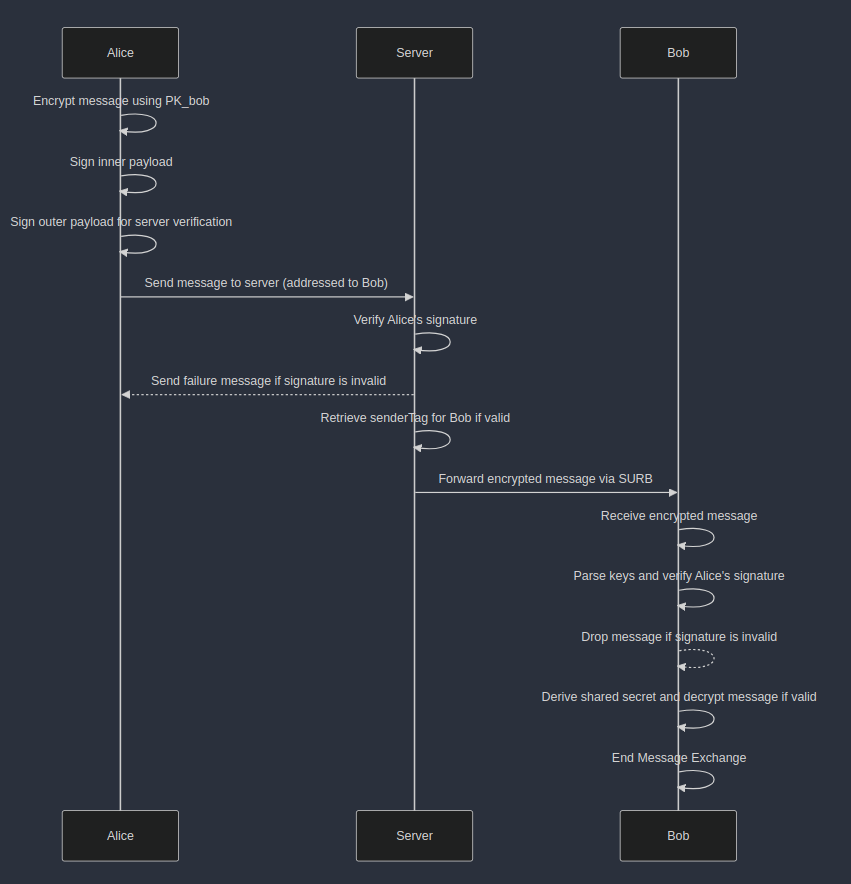 Alice
Server
Bob
Encrypt message using PK_bob
Sign inner payload
Sign outer payload for server verification
Send message to server (addressed to Bob)
Verify Alice's signature
Send failure message if signature is invalid
Retrieve senderTag for Bob if valid
Forward encrypted message via SURB
Receive encrypted message
Parse keys and verify Alice's signature
Drop message if signature is invalid
Derive shared secret and decrypt message if valid
End Message Exchange
Alice
Server
Bob